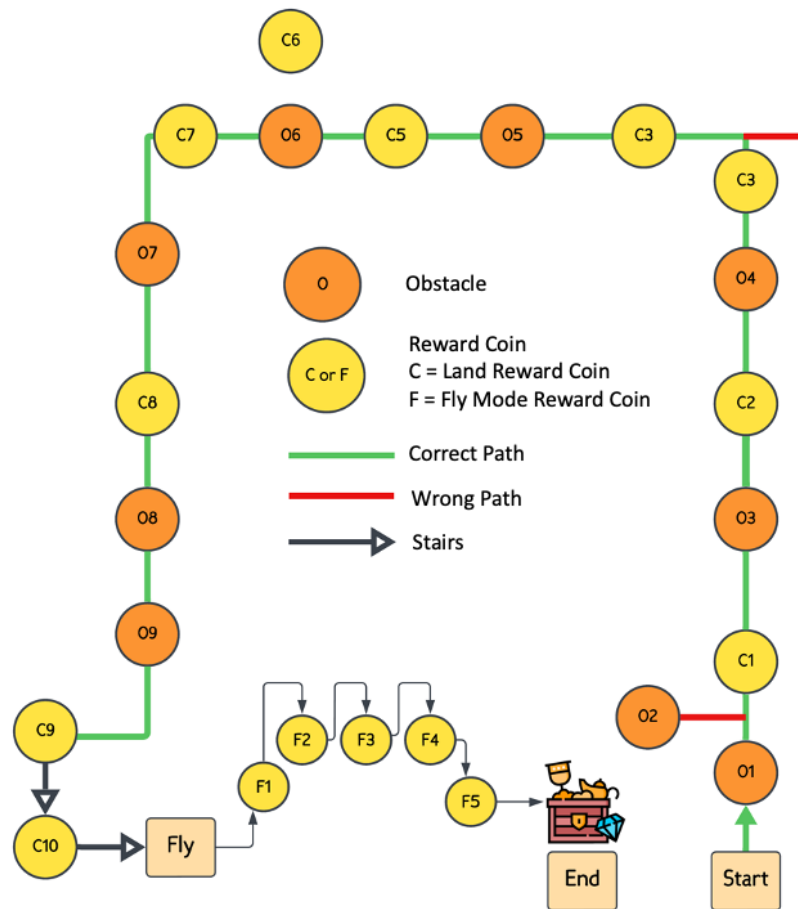 C6
C7
O6
C5
O5
C3
C3
O7
O4
O
Obstacle
C or F
Reward Coin
C = Land Reward Coin
F = Fly Mode Reward Coin
C8
C2
Correct Path
Wrong Path
O8
O3
Stairs
O9
C1
C9
O2
F2
F3
F4
F1
F5
O1
C10
Fly
End
Start